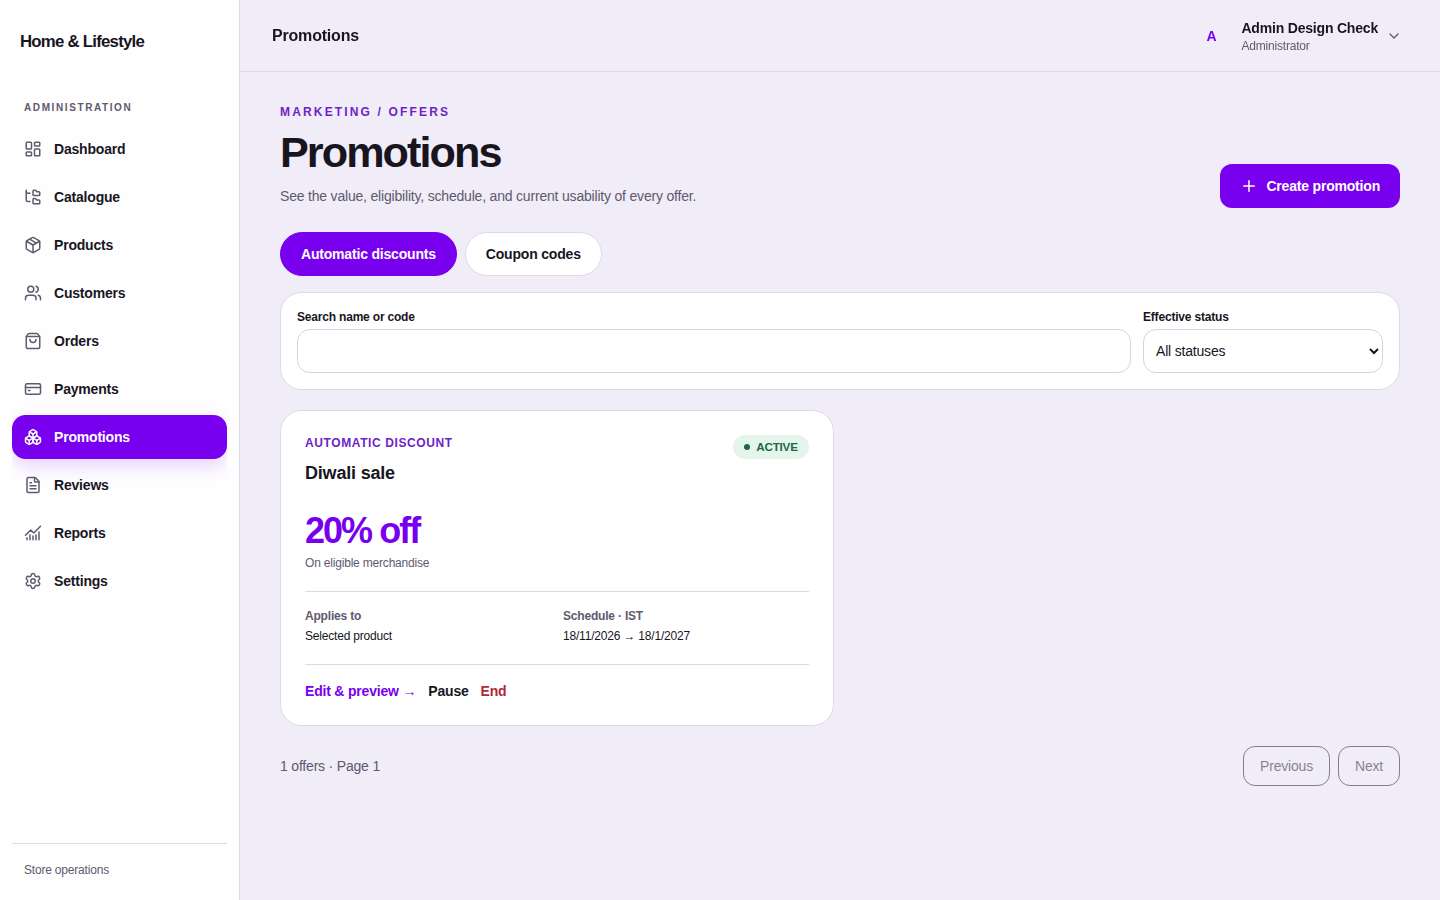 Home & Lifestyle
ADMINISTRATION
Dashboard
Catalogue
Products
Customers
Orders
Payments
Promotions
Reviews
Reports
Settings
Store operations
Promotions
A
Admin Design Check
Administrator
MARKETING / OFFERS
Promotions
See the value, eligibility, schedule, and current usability of every offer.
Create promotion
Automatic discounts
Coupon codes
Search name or code
Effective status
All statuses
AUTOMATIC DISCOUNT
ACTIVE
Diwali sale
20% off
On eligible merchandise
Applies to
Selected product
Schedule · IST
18/11/2026 → 18/1/2027
Edit & preview →
Pause
End
1 offers · Page 1
Previous
Next